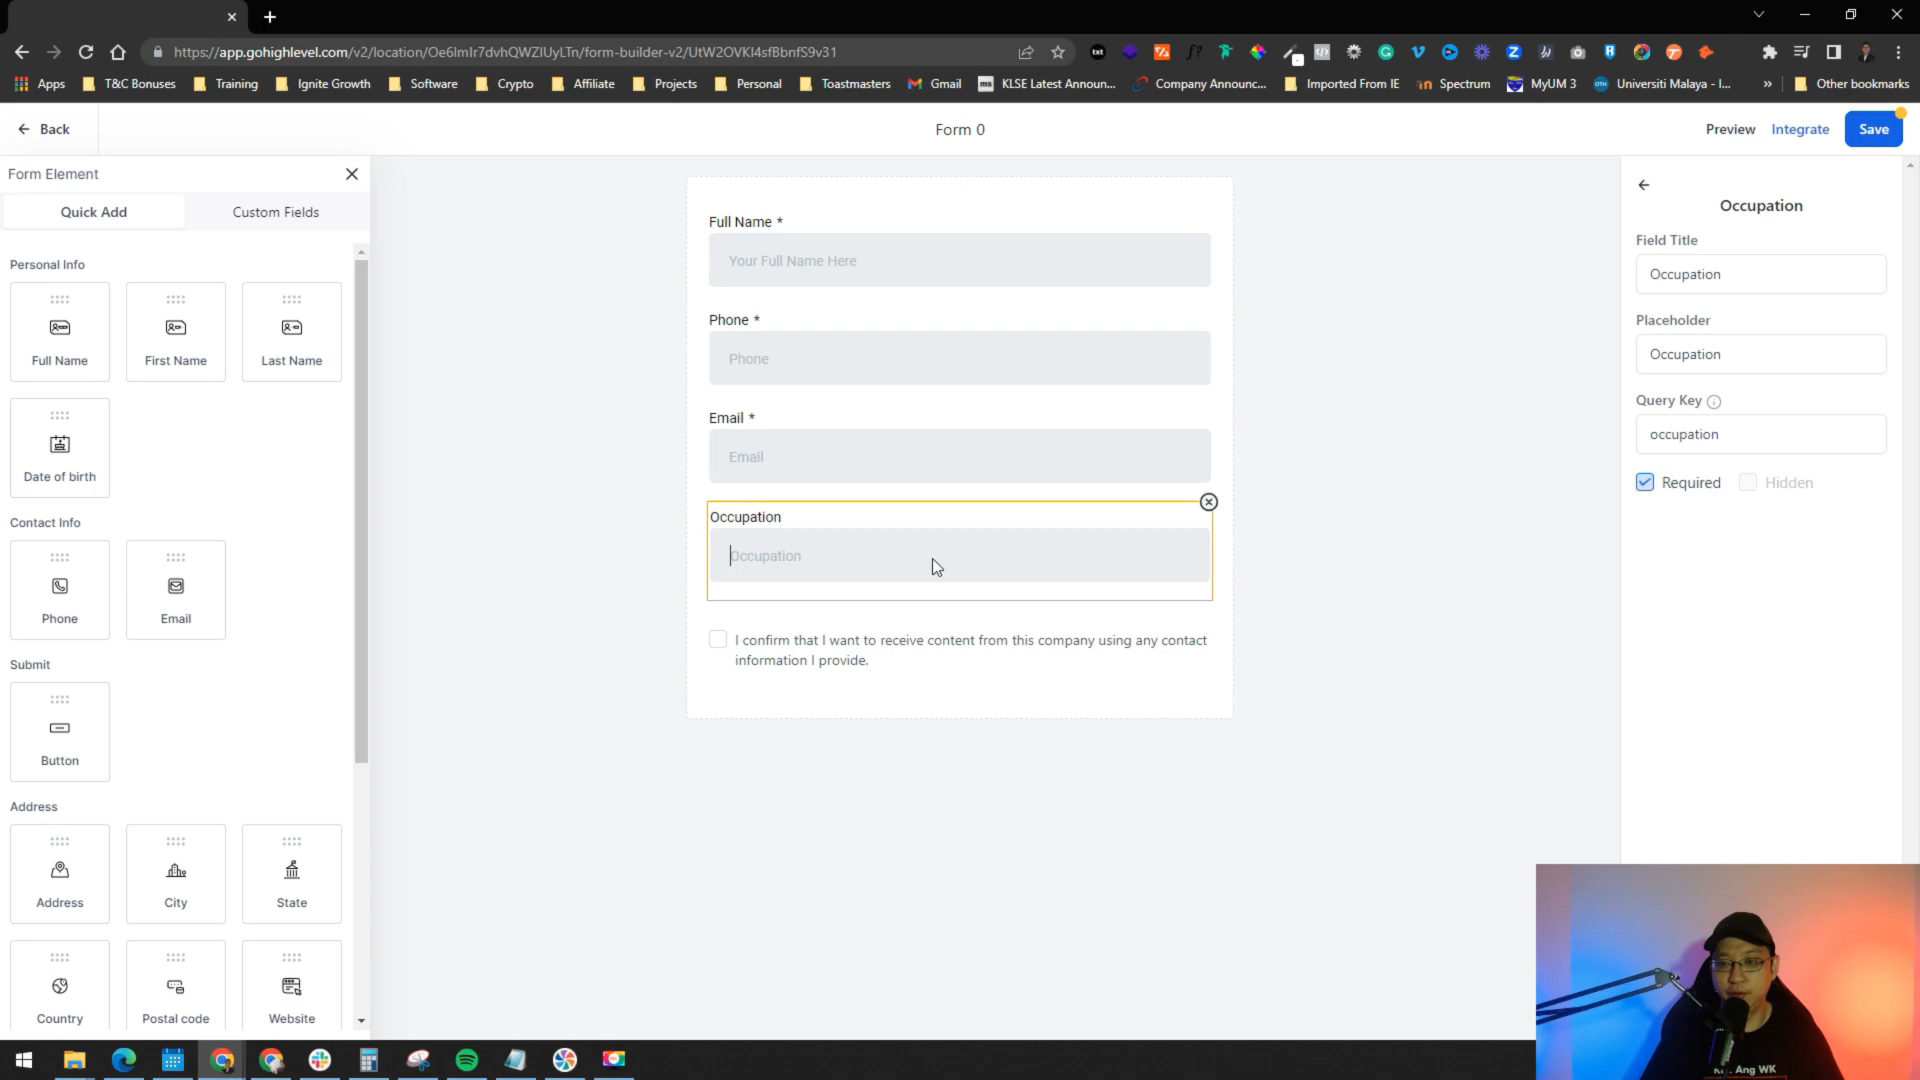 https://app.gohighlevel.com/v2/location/Oe6lmIr7dvhQWZIUyLTn/form-builder-v2/UtW2OVKI4sfBbnfS9v31
Apps T&C Bonuses Training Ignite Growth Software Crypto Affiliate Projects Personal Toastmasters Gmail KLSE Latest Announ... Company Announc... Imported From IE Spectrum MyUM 3 Universiti Malaya - I... » Other bookmarks
Back
Form 0
Preview Integrate Save
Form Element
Quick Add Custom Fields
Personal Info
Full Name First Name Last Name
Date of birth
Contact Info
Phone Email
Submit
Button
Address
Address City State
Country Postal code Website
Full Name *
Your Full Name Here
Phone *
Phone
Email *
Email
Occupation
Occupation
I confirm that I want to receive content from this company using any contact
information I provide.
Occupation
Field Title
Occupation
Placeholder
Occupation
Query Key
occupation
Required Hidden
Ang WK